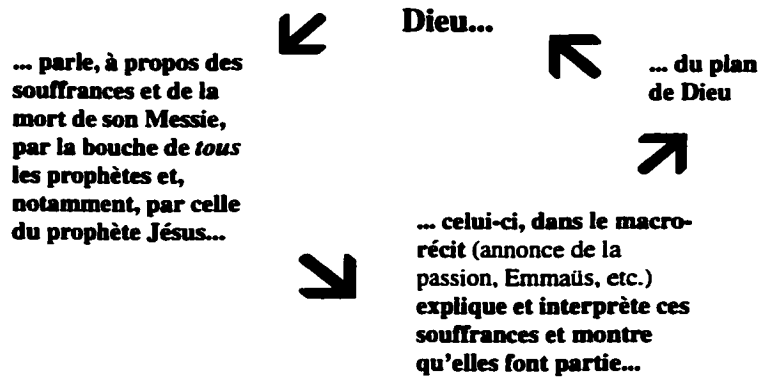 Dieu...
... parle, à propos des
souffrances et de la
mort de son Messie,
par la bouche de tous
les prophètes et,
notamment, par celle
du prophète Jésus...
... celui-ci, dans le macro-
récit (annonce de la
passion, Emmaüs, etc.)
explique et interprète ces
souffrances et montre
qu'elles font partie...
... du plan
de Dieu